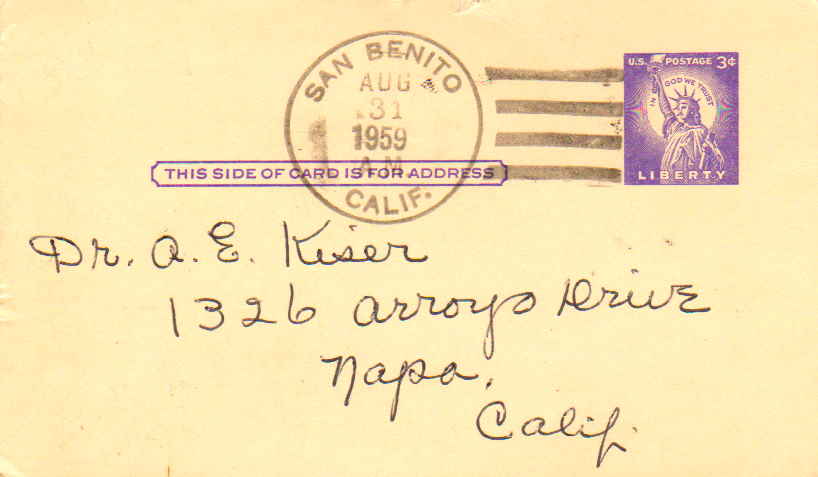 SAN BENITO
AUG
31
1959
A.M.
CALIF.
U.S. POSTAGE 3¢
IN GOD WE TRUST
LIBERTY
THIS SIDE OF CARD IS FOR ADDRESS
Dr. A. E. Kiser
1326 Arroyo Drive
Napa,
Calif.